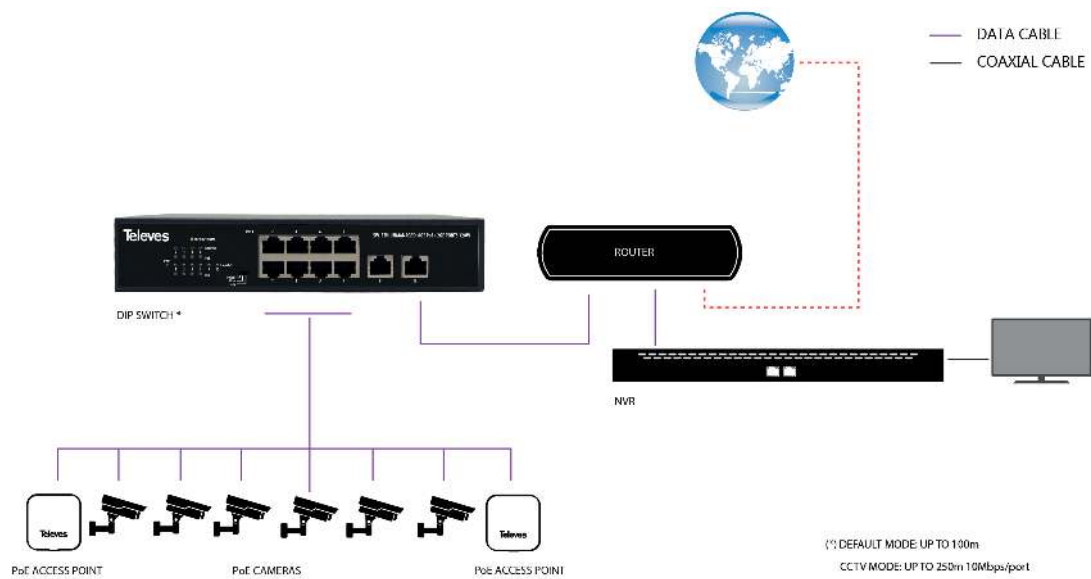 DATA CABLE
COAXIAL CABLE
Televes
ROUTER
DIP SWITCH *
NVR
Televes
Televes
PoE ACCESS POINT
PoE CAMERAS
PoE ACCESS POINT
(*) DEFAULT MODE: UP TO 100m
CCTV MODE: UP TO 250m 10Mbps/port